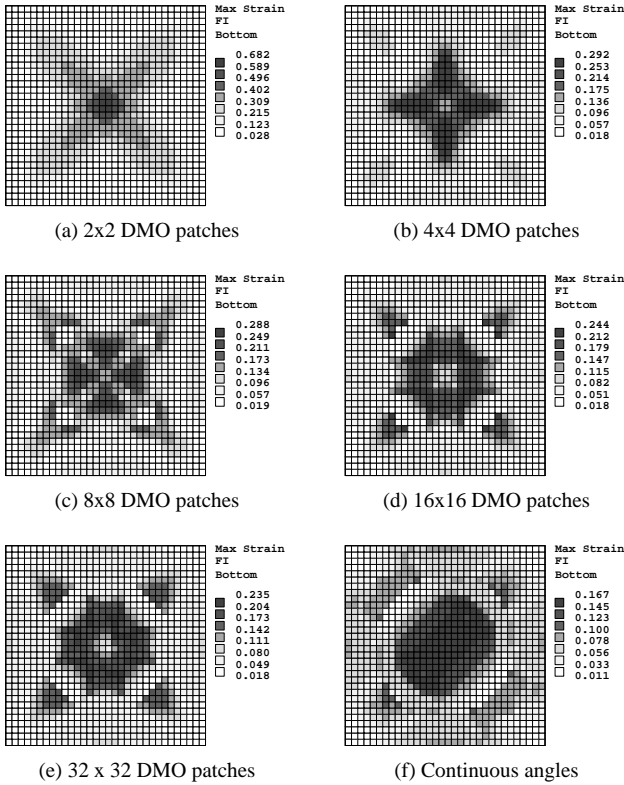 Max Strain
FI
Bottom
0.682
0.589
0.496
0.402
0.309
0.215
0.123
0.028
(a) 2x2 DMO patches
Max Strain
FI
Bottom
0.292
0.253
0.214
0.175
0.136
0.096
0.057
0.018
(b) 4x4 DMO patches
Max Strain
FI
Bottom
0.288
0.249
0.211
0.173
0.134
0.096
0.057
0.019
(c) 8x8 DMO patches
Max Strain
FI
Bottom
0.244
0.212
0.179
0.147
0.115
0.082
0.051
0.018
(d) 16x16 DMO patches
Max Strain
FI
Bottom
0.235
0.204
0.173
0.142
0.111
0.080
0.049
0.018
(e) 32 x 32 DMO patches
Max Strain
FI
Bottom
0.167
0.145
0.123
0.100
0.078
0.056
0.033
0.011
(f) Continuous angles